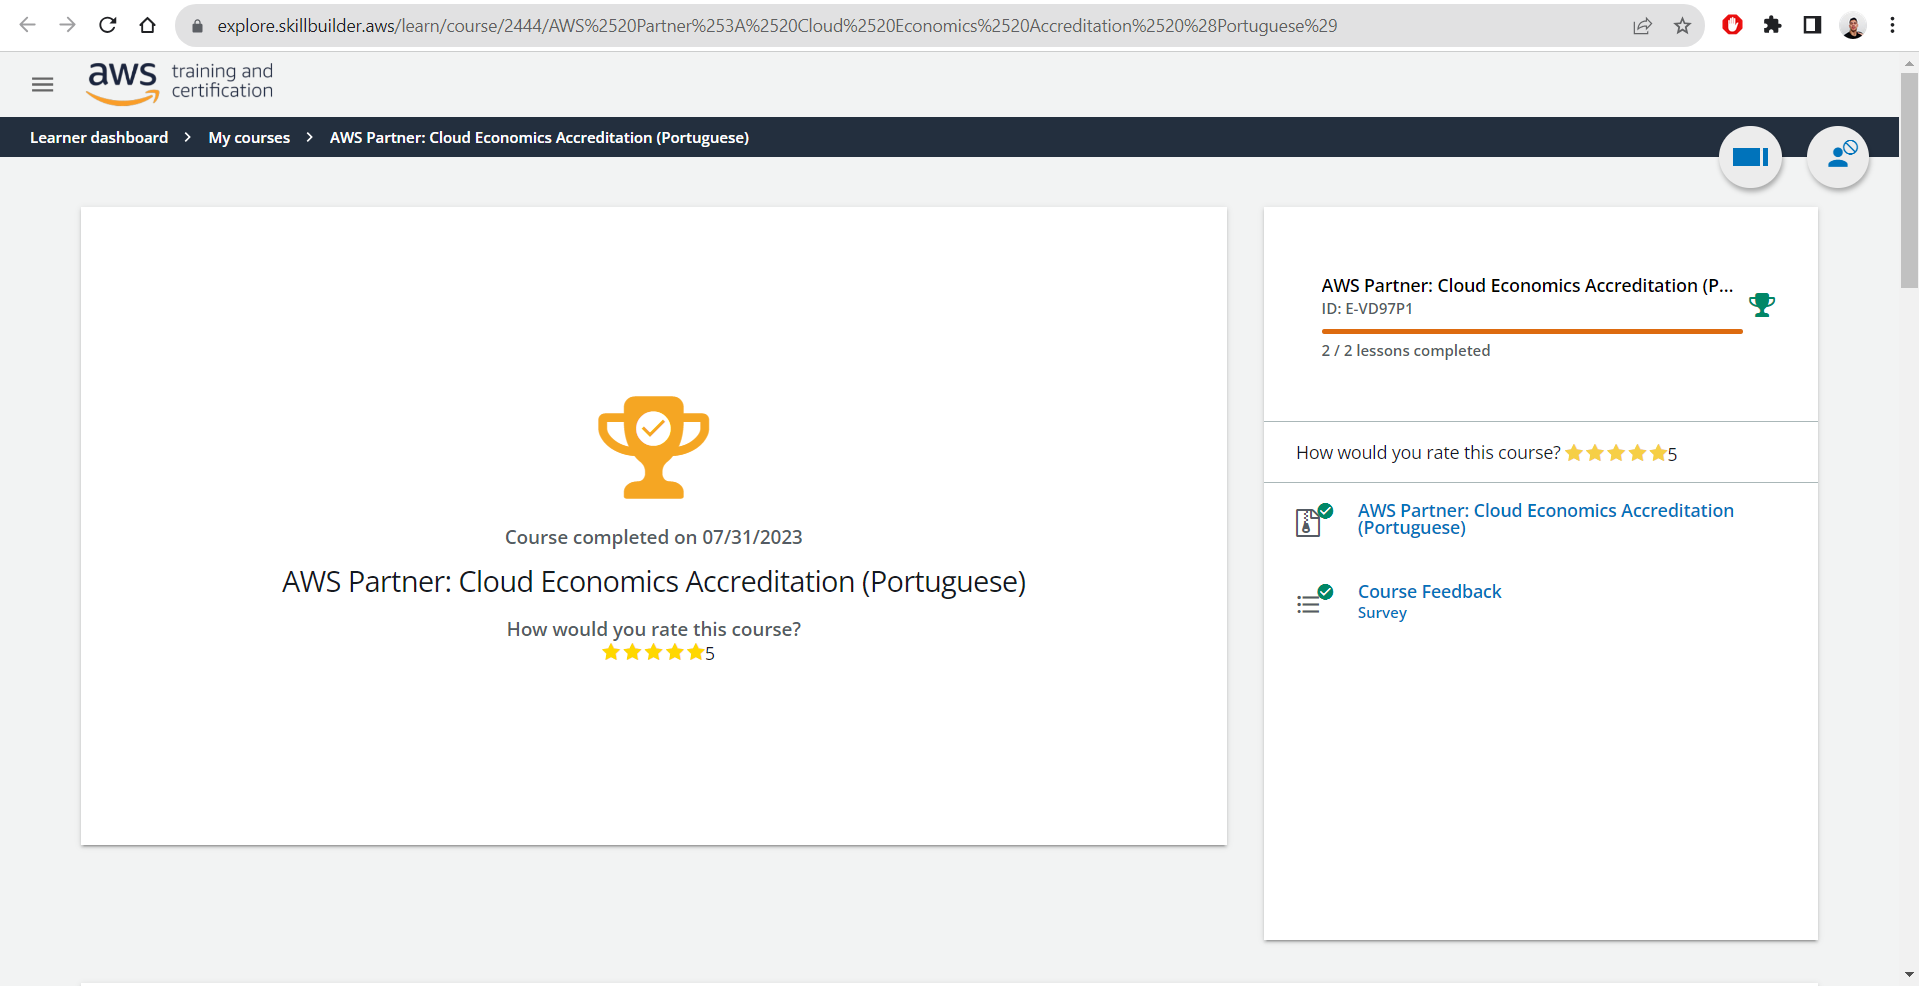 explore.skillbuilder.aws/learn/course/2444/AWS%2520Partner%253A%2520Cloud%2520Economics%2520Accreditation%2520%28Portuguese%29
aws training and
certification
Learner dashboard > My courses > AWS Partner: Cloud Economics Accreditation (Portuguese)
Course completed on 07/31/2023
AWS Partner: Cloud Economics Accreditation (Portuguese)
How would you rate this course?
5
AWS Partner: Cloud Economics Accreditation (P...
ID: E-VD97P1
2 / 2 lessons completed
How would you rate this course? 5
AWS Partner: Cloud Economics Accreditation
(Portuguese)
Course Feedback
Survey